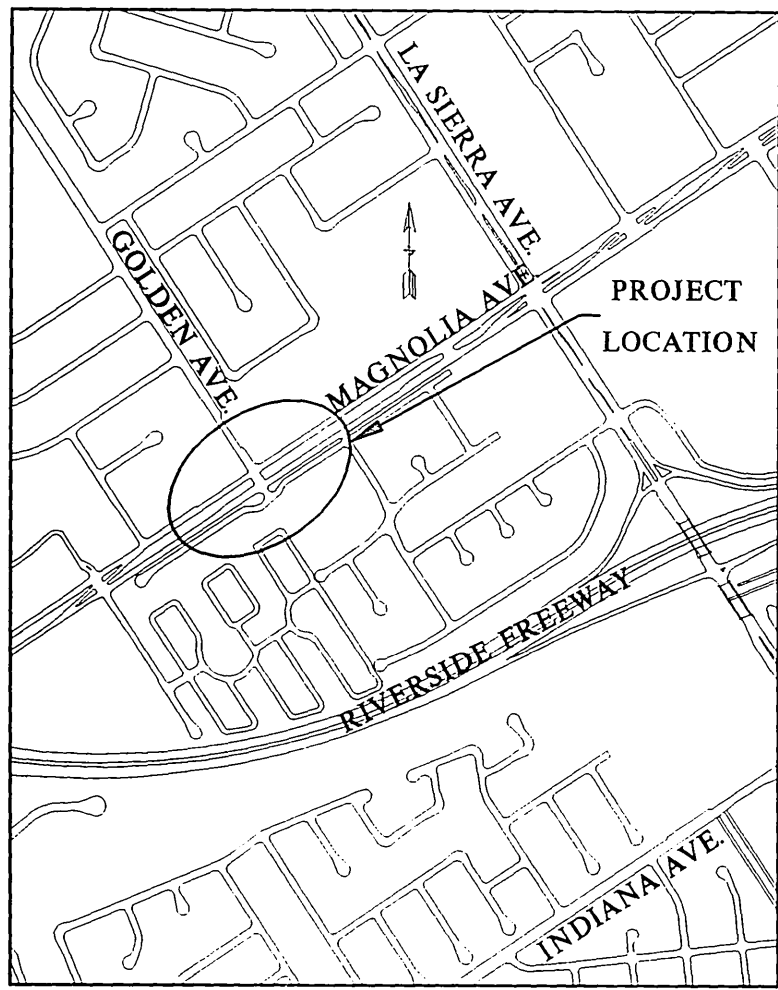 LA SIERRA AVE.
GOLDEN AVE.
MAGNOLIA AVE.
PROJECT
LOCATION
RIVERSIDE FREEWAY
INDIANA AVE.